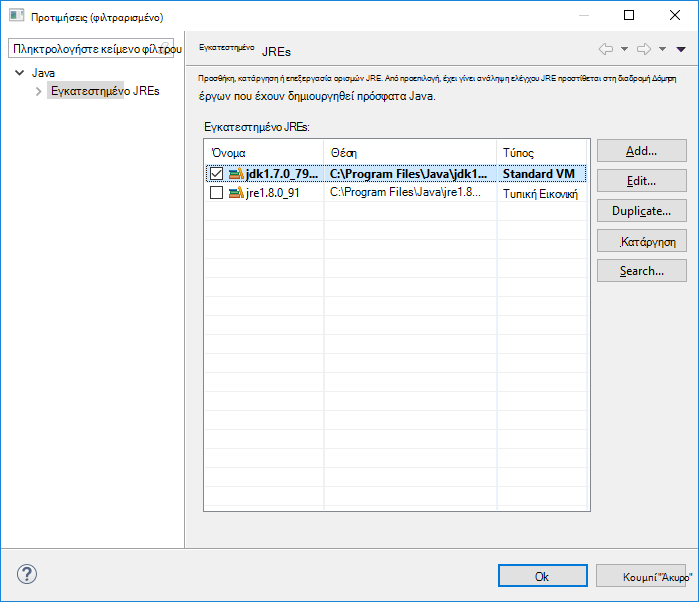 Προτιμήσεις (φιλτραρισμένο)
Πληκτρολογήστε κείμενο φίλτρου
Java
Εγκατεστημένο JREs
Εγκατεστημένο JREs
Προσθήκη, κατάργηση ή επεξεργασία ορισμών JRE. Από προεπιλογή, έχει γίνει ανάληση ελέγχου JRE προστίθεται στη διαδρομή Δόμηση
έργων που έχουν δημιουργηθεί πρόσφατα Java.
Εγκατεστημένο JREs:
Όνομα Θέση Τύπος
jdk1.7.0_79... C:\Program Files\Java\jdk1... Standard VM
jre1.8.0_91 C:\Program Files\Java\jre1.8... Τυπική Εικονική
Add...
Edit...
Duplicate...
Κατάργηση
Search...
?
Ok
Κουμπί "Άκυρο"